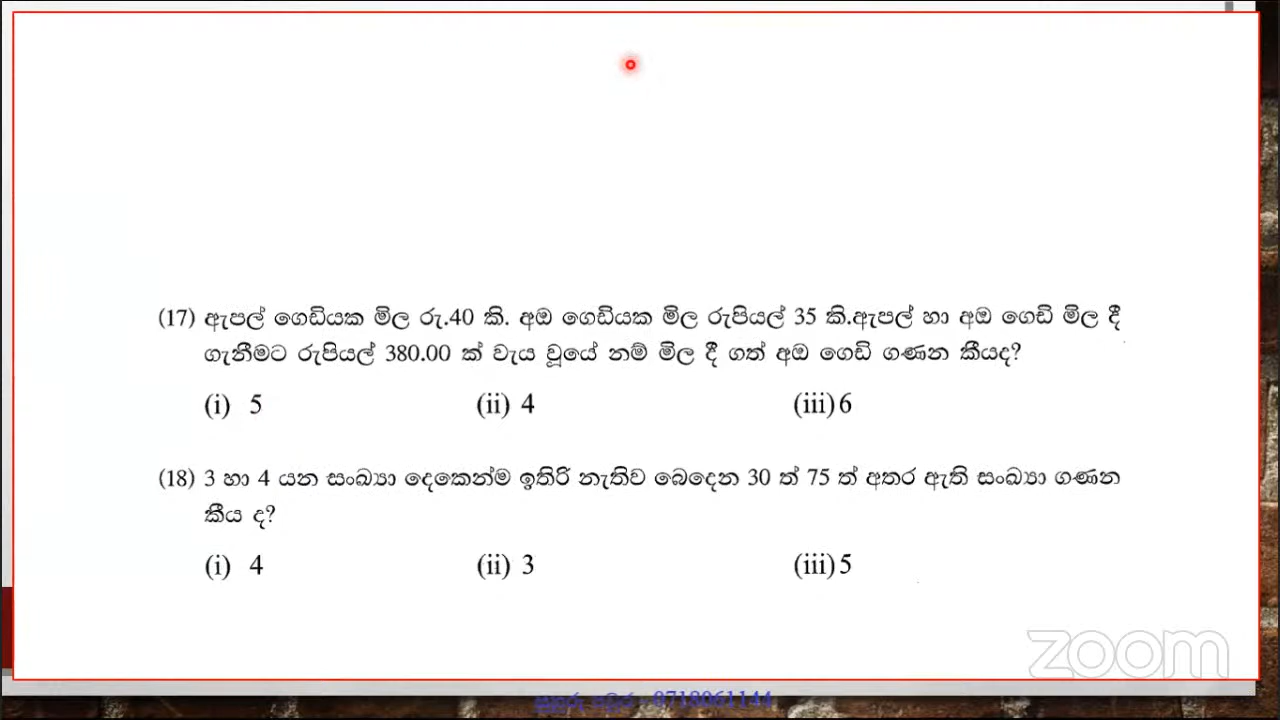 (17) ඇපල් ගෙඩියක මිල රු.40 කි. අඹ ගෙඩියක මිල රුපියල් 35 කි.ඇපල් හා අඹ ගෙඩි මිල දී
ගැනීමට රුපියල් 380.00 ක් වැය වූයේ නම් මිල දී ගත් අඹ ගෙඩි ගණන කීයද?
(i) 5 (ii) 4 (iii) 6
(18) 3 හා 4 යන සංඛ්‍යා දෙකෙන්ම ඉතිරි නැතිව බෙදෙන 30 ත් 75 ත් අතර ඇති සංඛ්‍යා ගණන
කීය ද?
(i) 4 (ii) 3 (iii) 5
zoom
0718061144